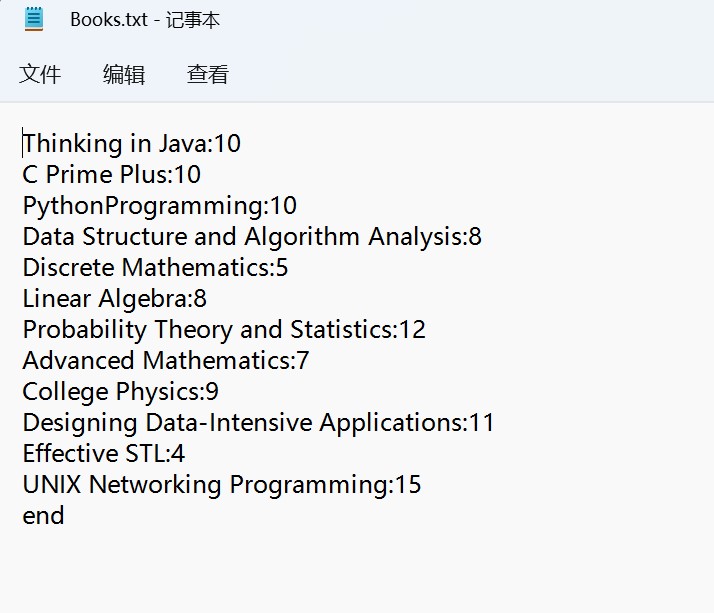 Books.txt - 记事本
文件 编辑 查看
Thinking in Java:10
C Prime Plus:10
PythonProgramming:10
Data Structure and Algorithm Analysis:8
Discrete Mathematics:5
Linear Algebra:8
Probability Theory and Statistics:12
Advanced Mathematics:7
College Physics:9
Designing Data-Intensive Applications:11
Effective STL:4
UNIX Networking Programming:15
end